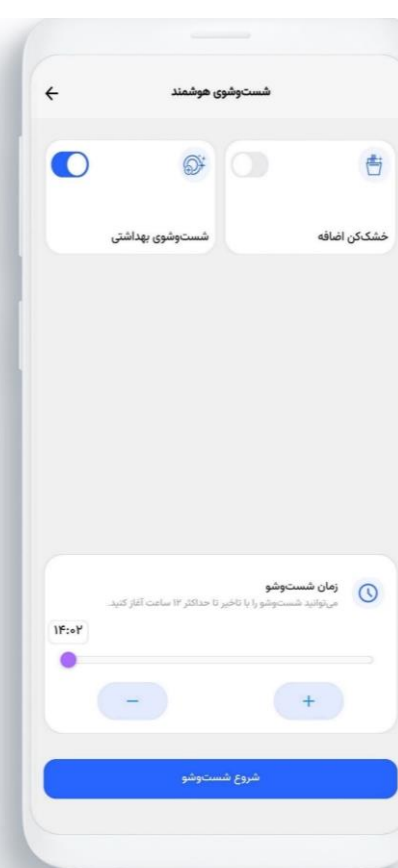 شست‌وشوی هوشمند
خشک‌کن اضافه
شست‌وشوی بهداشتی
زمان شست‌وشو
می‌توانید شست‌وشو را با تاخیر تا حداکثر ۱۲ ساعت آغاز کنید.
۱۴:۰۲
+
−
شروع شست‌وشو